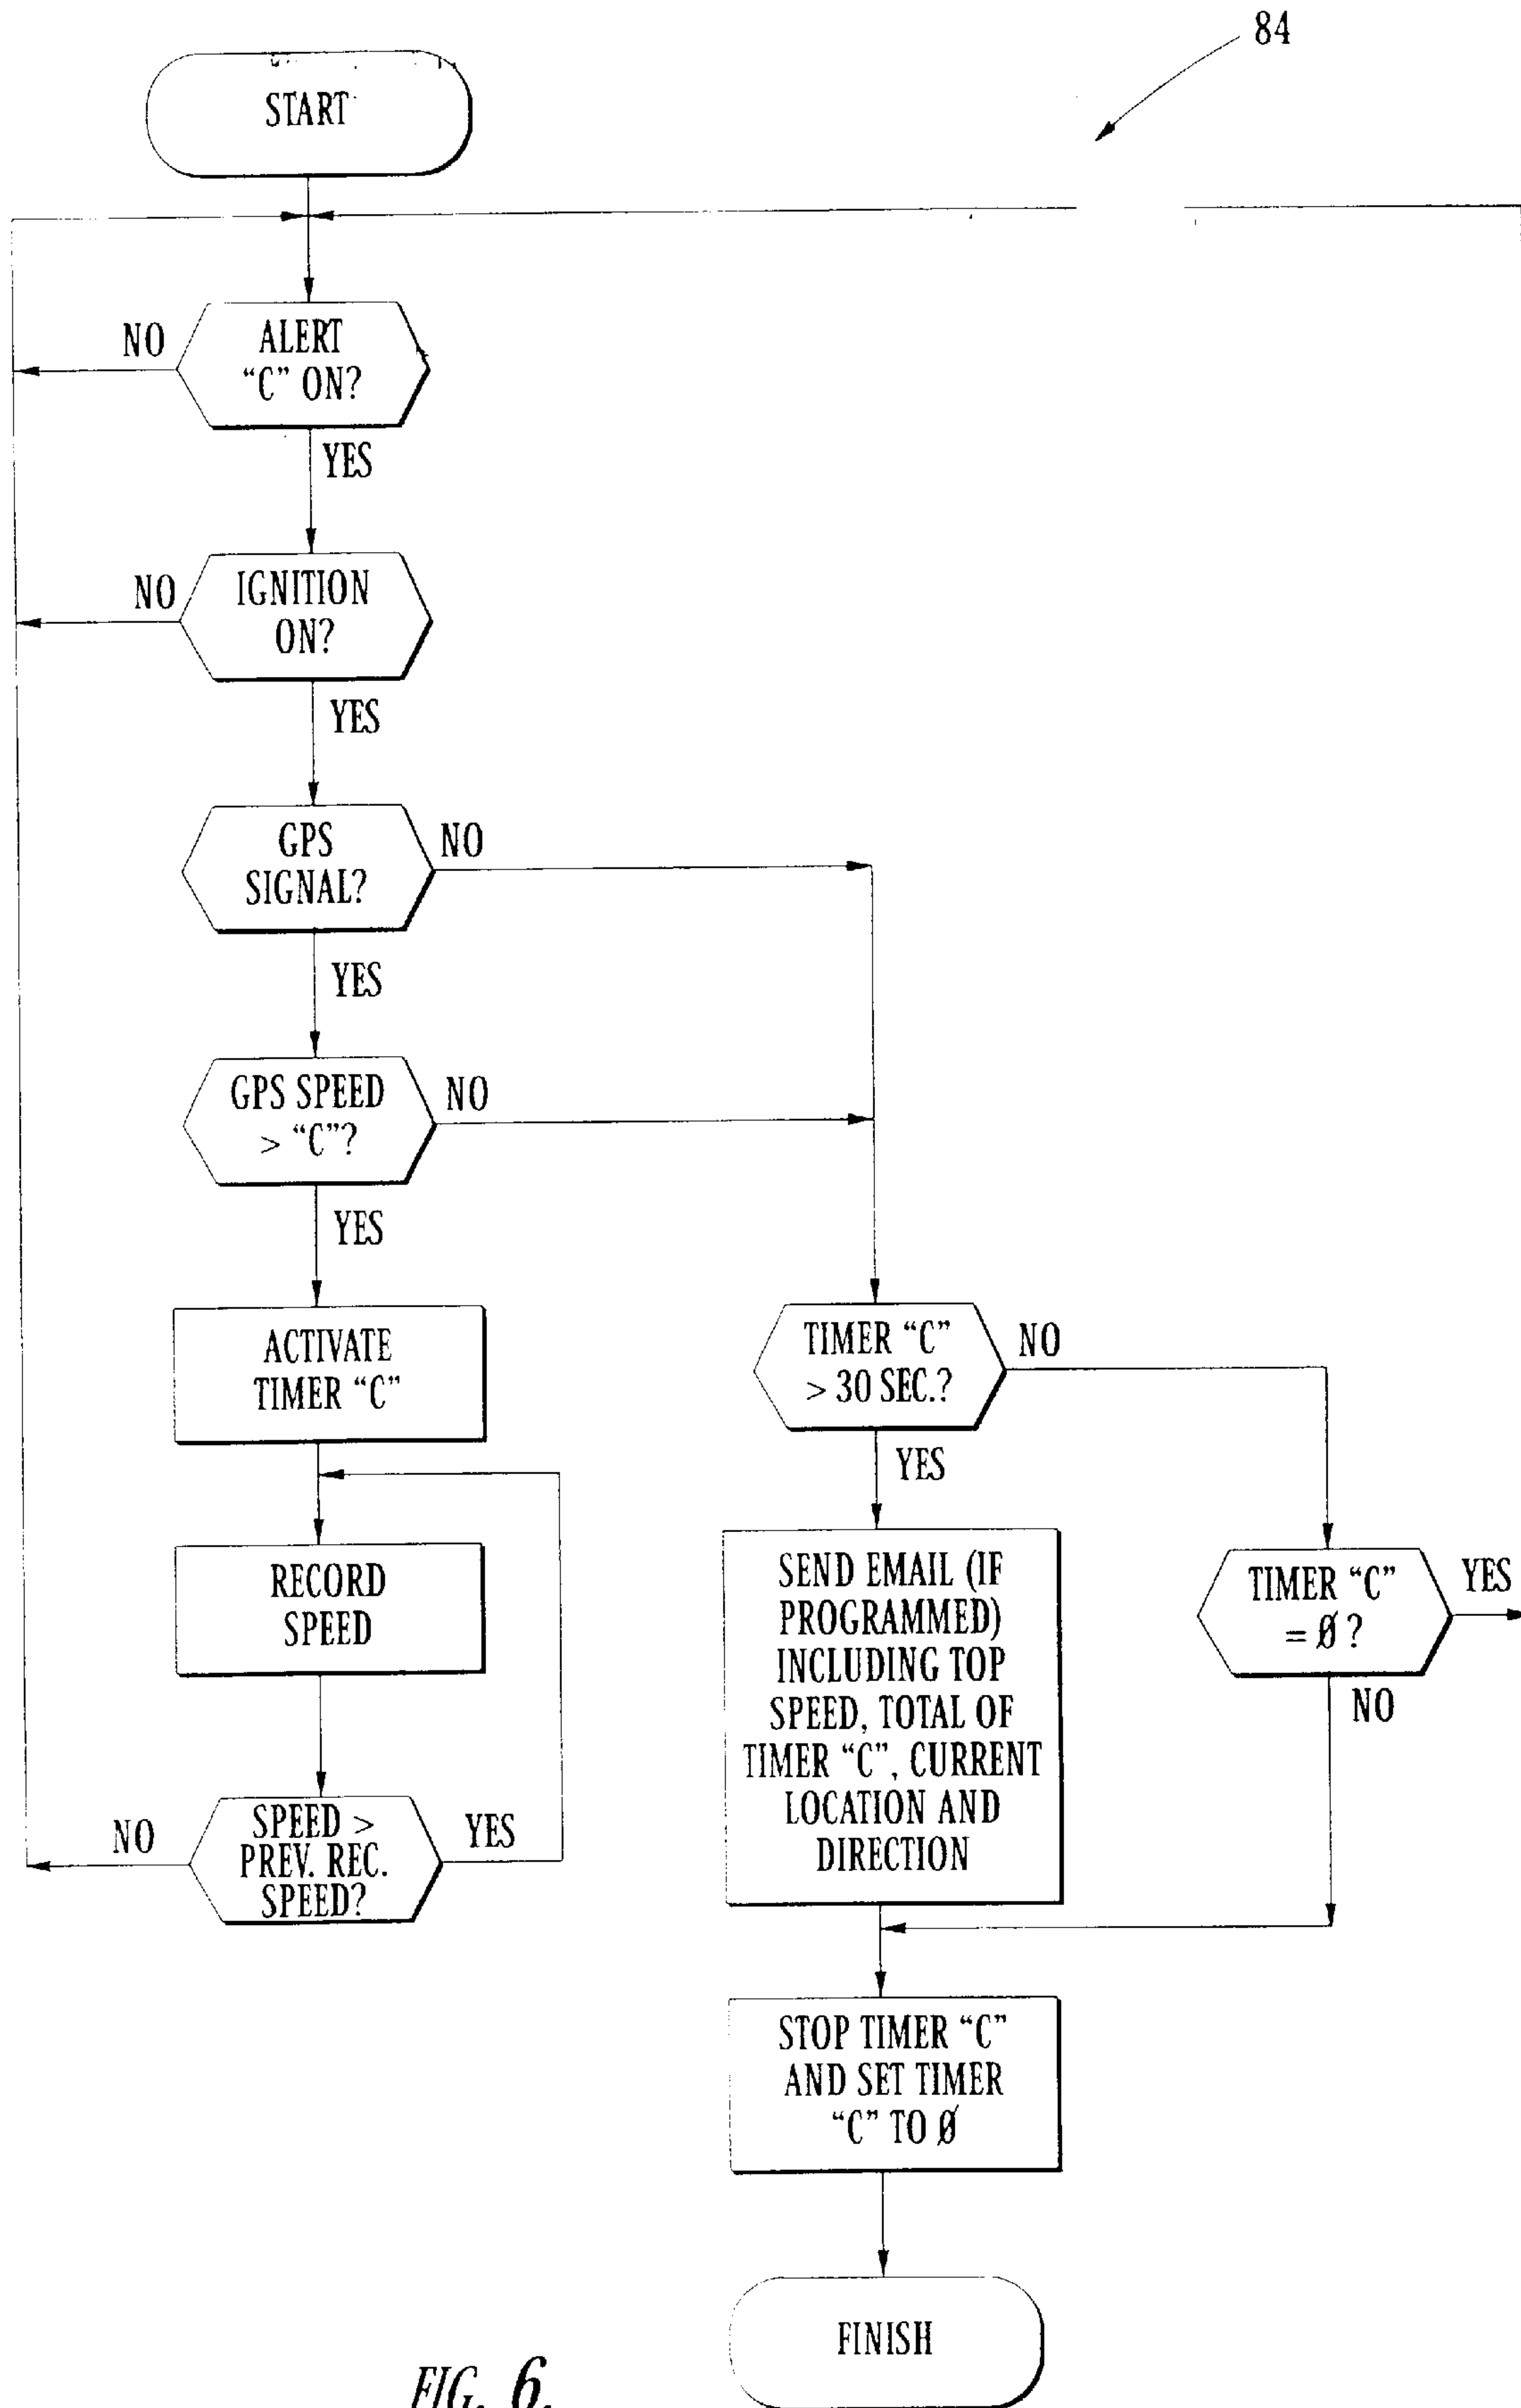 84
START
NO
ALERT
“C” ON?
YES
NO
IGNITION
ON?
YES
GPS
SIGNAL?
NO
YES
GPS SPEED
> “C”?
NO
YES
ACTIVATE
TIMER “C”
RECORD
SPEED
NO
SPEED >
PREV. REC.
SPEED?
YES
TIMER “C”
> 30 SEC.?
NO
YES
SEND EMAIL (IF
PROGRAMMED)
INCLUDING TOP
SPEED, TOTAL OF
TIMER “C”, CURRENT
LOCATION AND
DIRECTION
TIMER “C”
= Ø ?
YES
NO
STOP TIMER “C”
AND SET TIMER
“C” TO Ø
FINISH
FIG. 6.